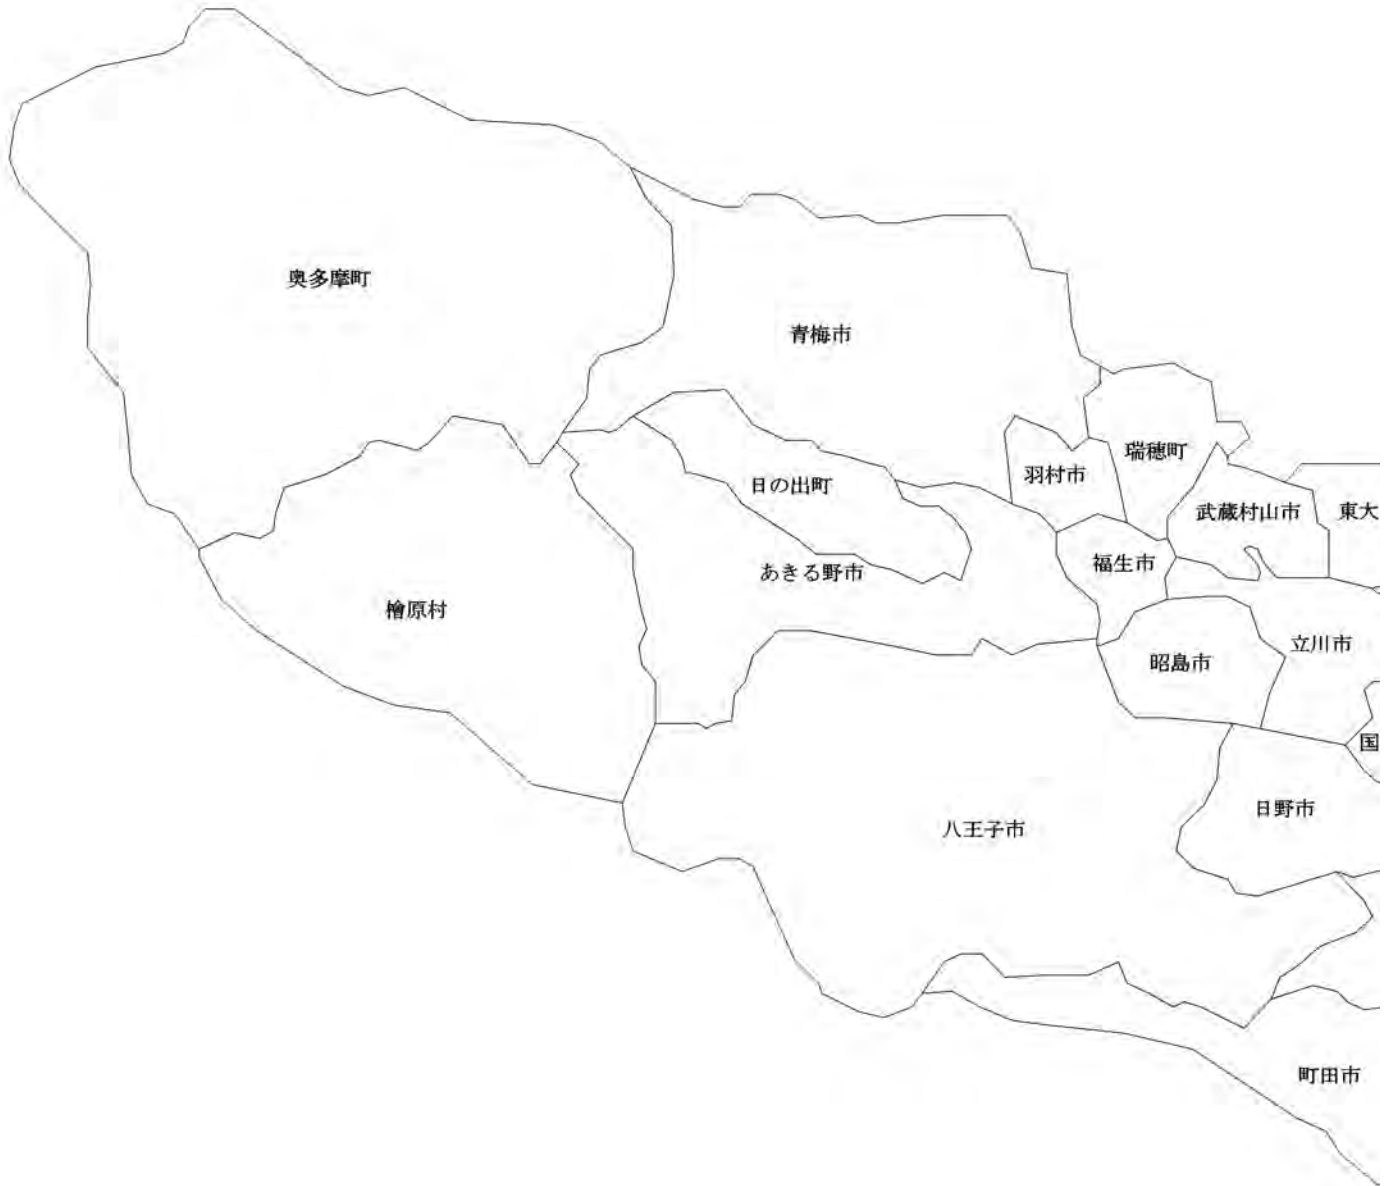 奥多摩町
青梅市
瑞穂町
羽村市
日の出町
武蔵村山市
東大
福生市
あきる野市
檜原村
立川市
昭島市
国
日野市
八王子市
町田市